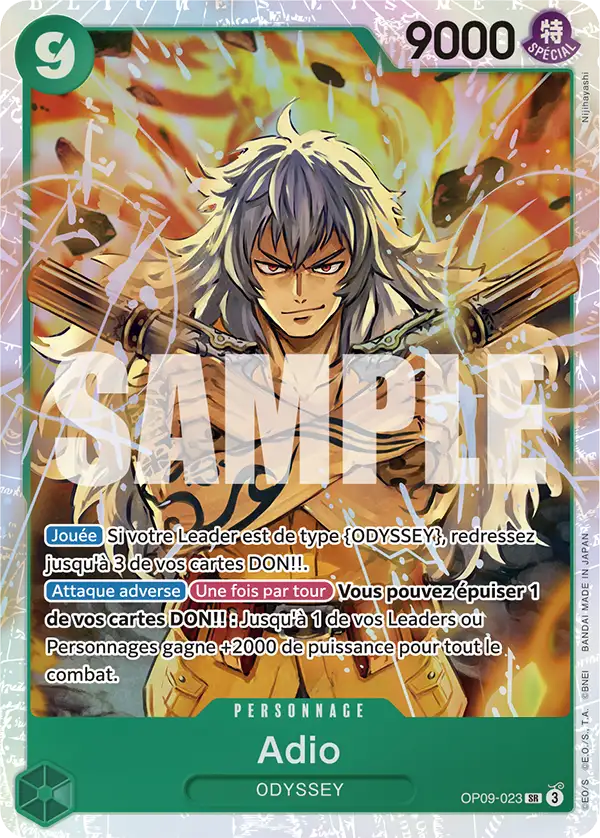 9
9000
特
SPÉCIAL
Nijihayashi
SAMPLE
Jouée Si votre Leader est de type {ODYSSEY}, redressez
jusqu'à 3 de vos cartes DON!!.
Attaque adverse Une fois par tour Vous pouvez épuiser 1
de vos cartes DON!! : Jusqu'à 1 de vos Leaders ou
Personnages gagne +2000 de puissance pour tout le
combat.
©EO/S ©E.O./S., T.A. ©BNEI BANDAI MADE IN JAPAN
PERSONNAGE
Adio
ODYSSEY
OP09-023 SR 3